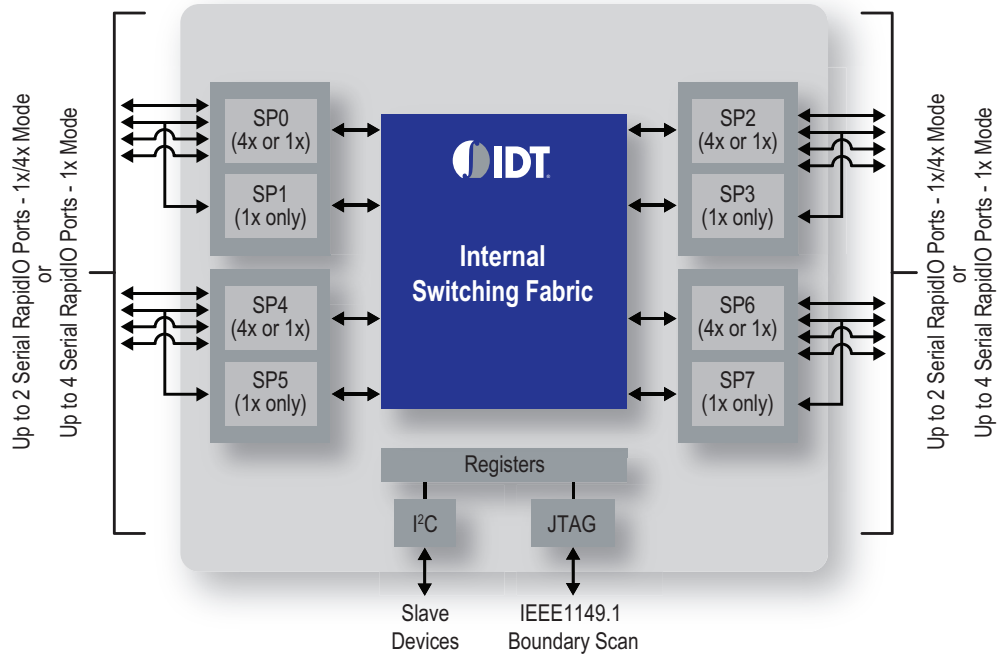 Up to 2 Serial RapidIO Ports - 1x/4x Mode
or
Up to 4 Serial RapidIO Ports - 1x Mode
SP0
(4x or 1x)
SP1
(1x only)
SP4
(4x or 1x)
SP5
(1x only)
IDT.
Internal
Switching Fabric
SP2
(4x or 1x)
SP3
(1x only)
SP6
(4x or 1x)
SP7
(1x only)
Up to 2 Serial RapidIO Ports - 1x/4x Mode
or
Up to 4 Serial RapidIO Ports - 1x Mode
Registers
I²C
JTAG
Slave
Devices
IEEE1149.1
Boundary Scan